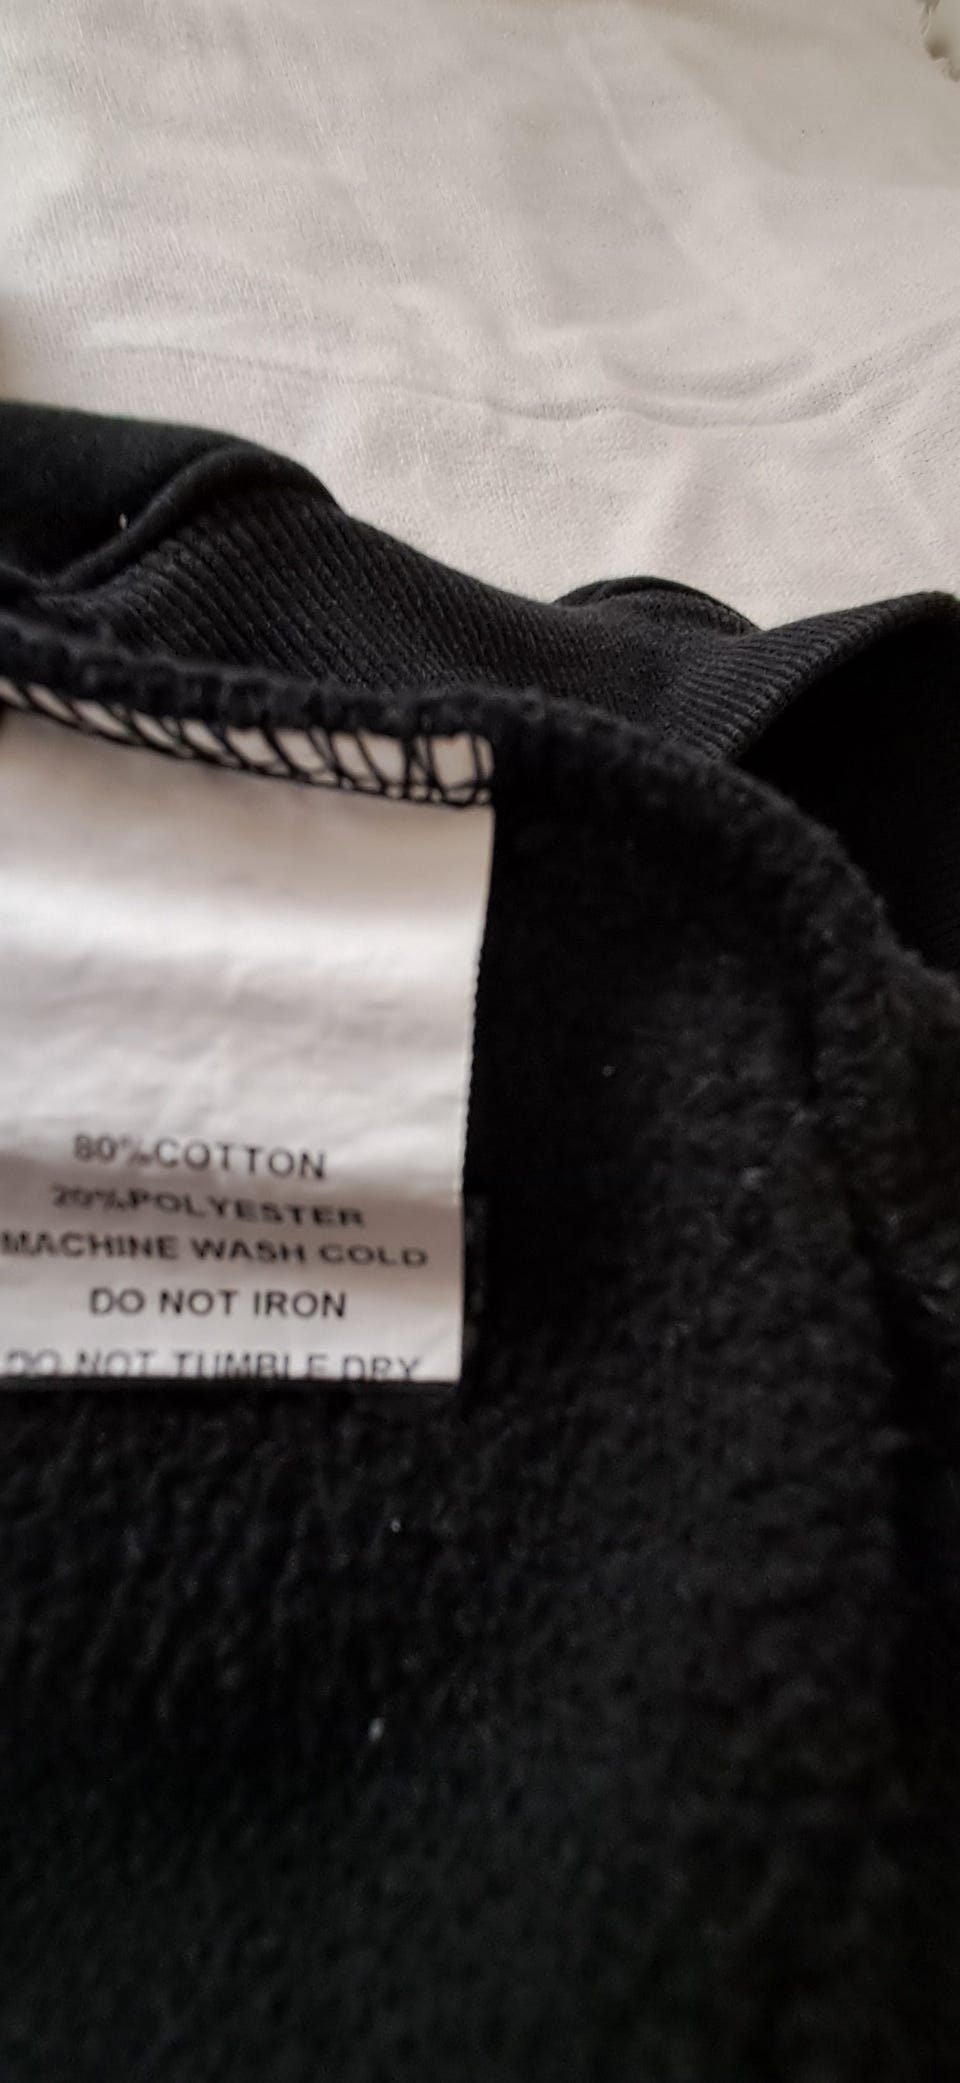 80%COTTON
20%POLYESTER
MACHINE WASH COLD
DO NOT IRON
DO NOT TUMBLE DRY